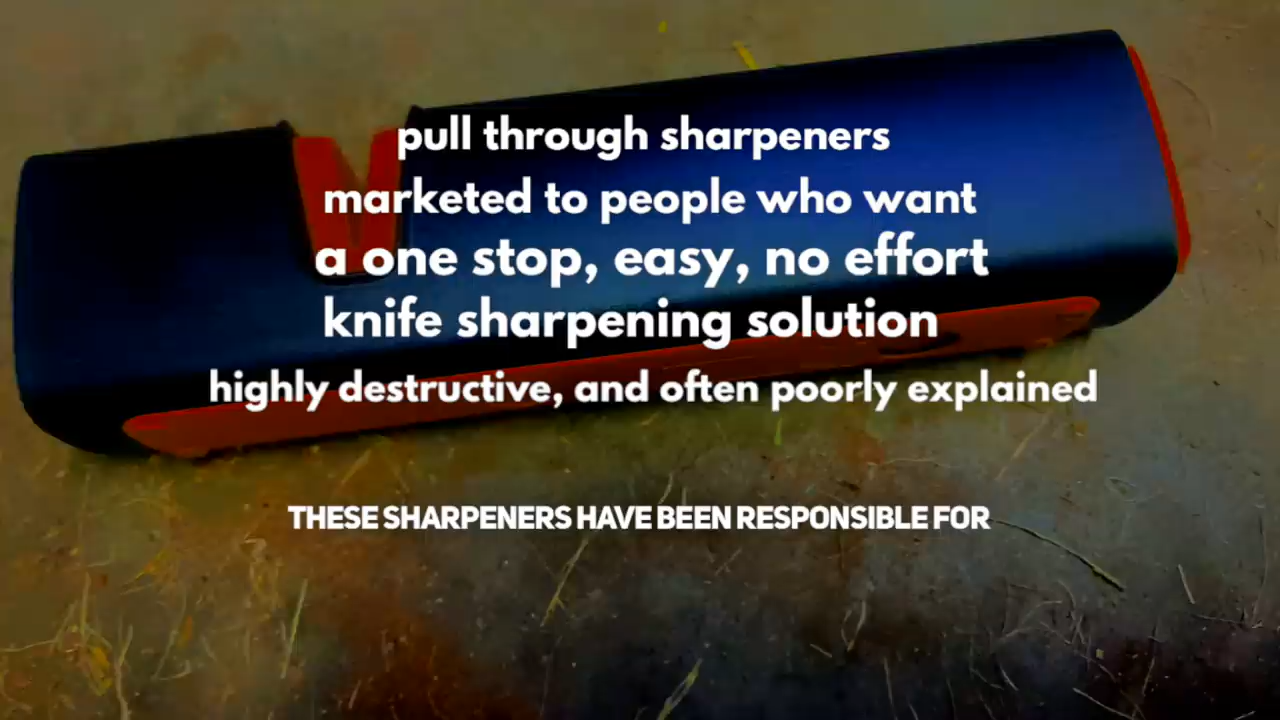 pull through sharpeners
marketed to people who want
a one stop, easy, no effort
knife sharpening solution
highly destructive, and often poorly explained
THESE SHARPENERS HAVE BEEN RESPONSIBLE FOR